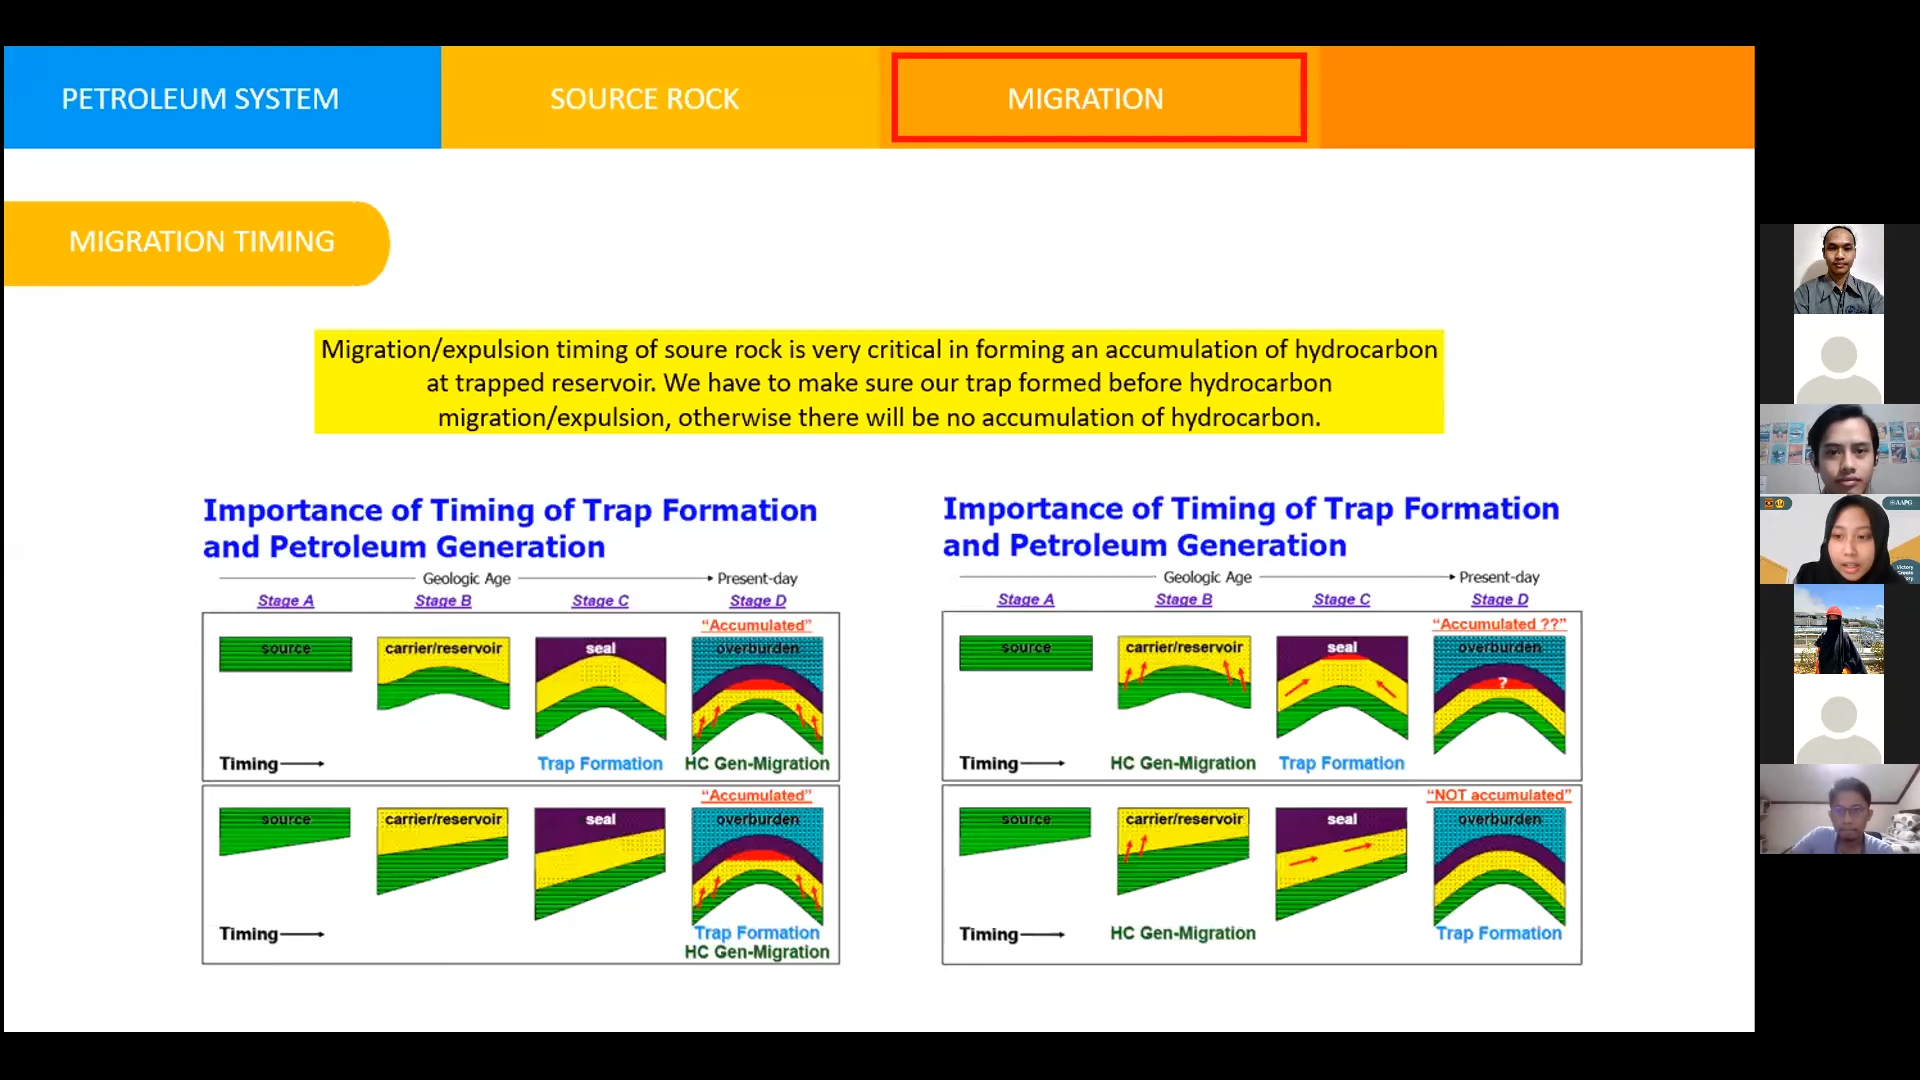 PETROLEUM SYSTEM
SOURCE ROCK
MIGRATION
MIGRATION TIMING
Migration/expulsion timing of soure rock is very critical in forming an accumulation of hydrocarbon
at trapped reservoir. We have to make sure our trap formed before hydrocarbon
migration/expulsion, otherwise there will be no accumulation of hydrocarbon.
Importance of Timing of Trap Formation
and Petroleum Generation
Geologic Age
Present-day
Stage A
Stage B
Stage C
Stage D
"Accumulated"
source
carrier/reservoir
seal
overburden
Timing
Trap Formation
HC Gen-Migration
"Accumulated"
source
carrier/reservoir
seal
overburden
Timing
Trap Formation
HC Gen-Migration
Importance of Timing of Trap Formation
and Petroleum Generation
Geologic Age
Present-day
Stage A
Stage B
Stage C
Stage D
"Accumulated ??"
source
carrier/reservoir
seal
overburden
?
Timing
HC Gen-Migration
Trap Formation
"NOT accumulated"
source
carrier/reservoir
seal
overburden
Timing
HC Gen-Migration
Trap Formation
AAPG